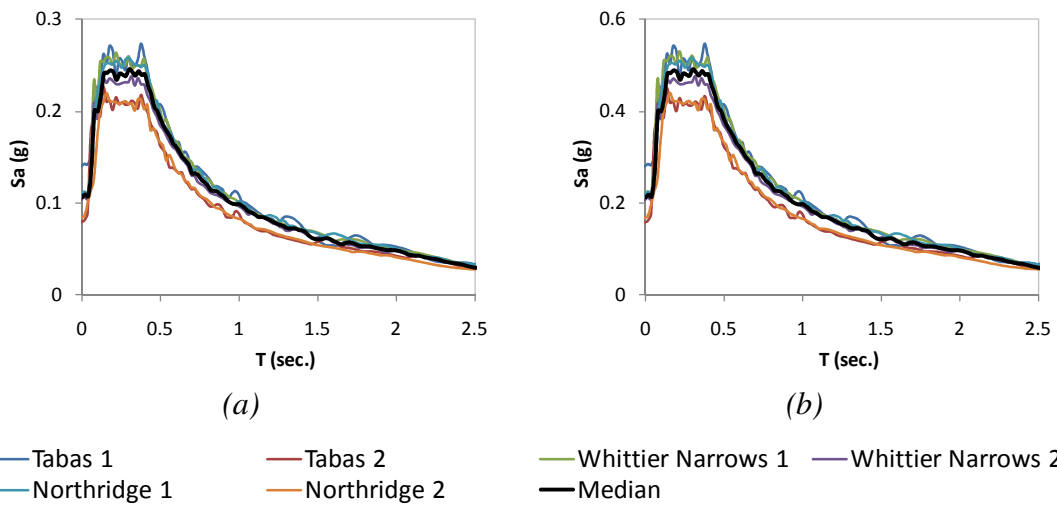 0.3
0.2
0.1
0
Sa (g)
0 0.5 1 1.5 2 2.5
T (sec.)
(a)
0.6
0.4
0.2
0
Sa (g)
0 0.5 1 1.5 2 2.5
T (sec.)
(b)
Tabas 1 Tabas 2 Whittier Narrows 1 Whittier Narrows 2
Northridge 1 Northridge 2 Median